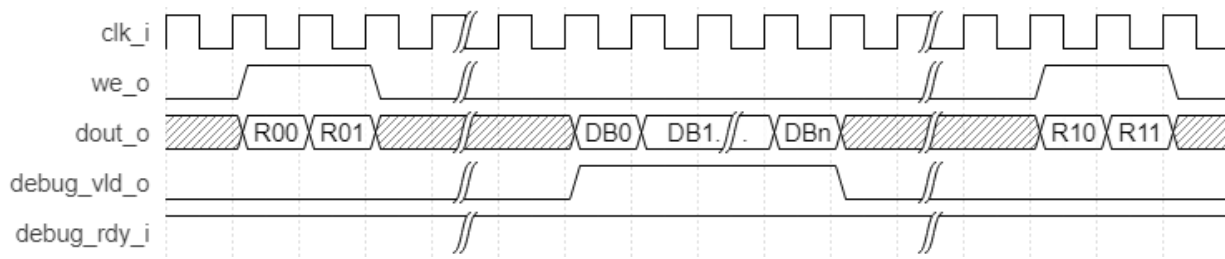 clk_i
we_o
dout_o R00 R01 DB0 DB1. . DBn R10 R11
debug_vld_o
debug_rdy_i